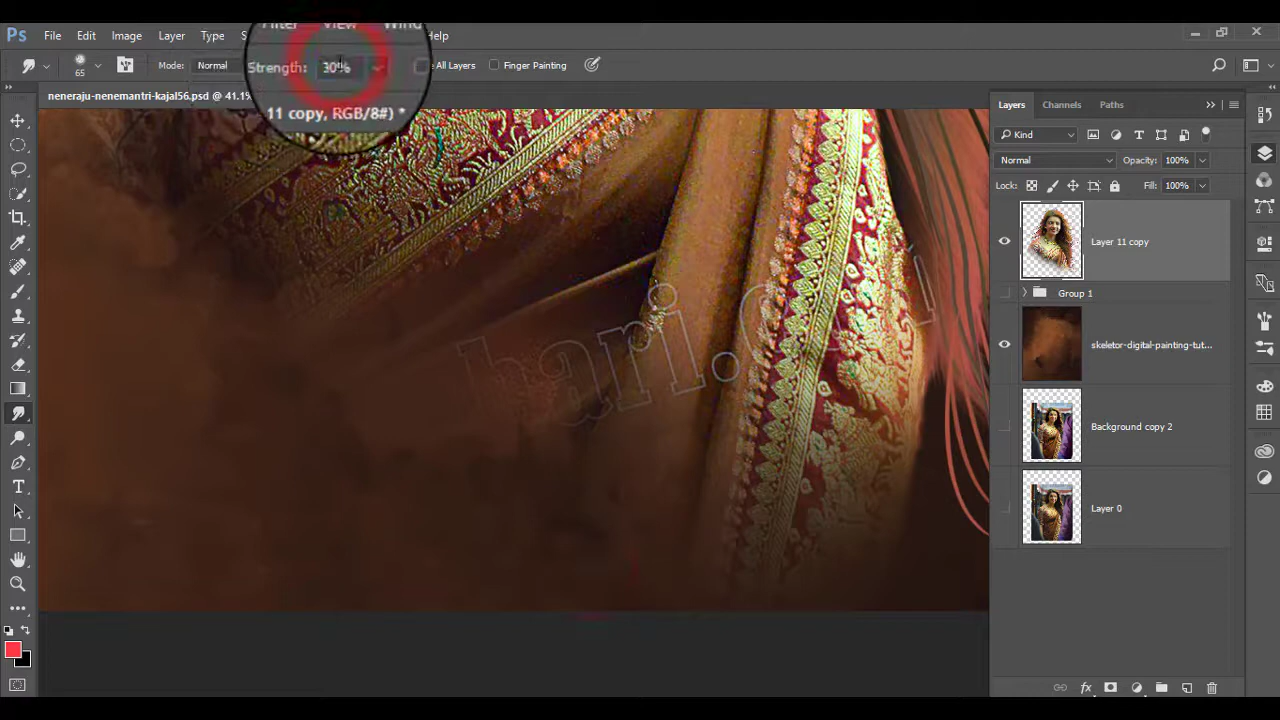 Ps File Edit Image Layer Type Filter View Wind elp
65 Mode: Normal Strength: 30% All Layers Finger Painting
neneraju-nenemantri-kajal56.psd @ 41.1% 11 copy, RGB/8#) *
Layers Channels Paths
Kind
Normal Opacity: 100%
Lock: Fill: 100%
Layer 11 copy
Group 1
skeletor-digital-painting-tut...
Background copy 2
Layer 0
T
fx